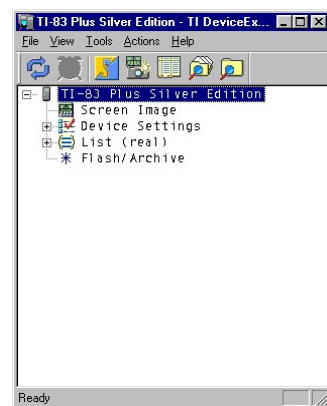 TI-83 Plus Silver Edition - TI DeviceEx...
File View Tools Actions Help
TI-83 Plus Silver Edition
Screen Image
Device Settings
List (real)
Flash/Archive
Ready